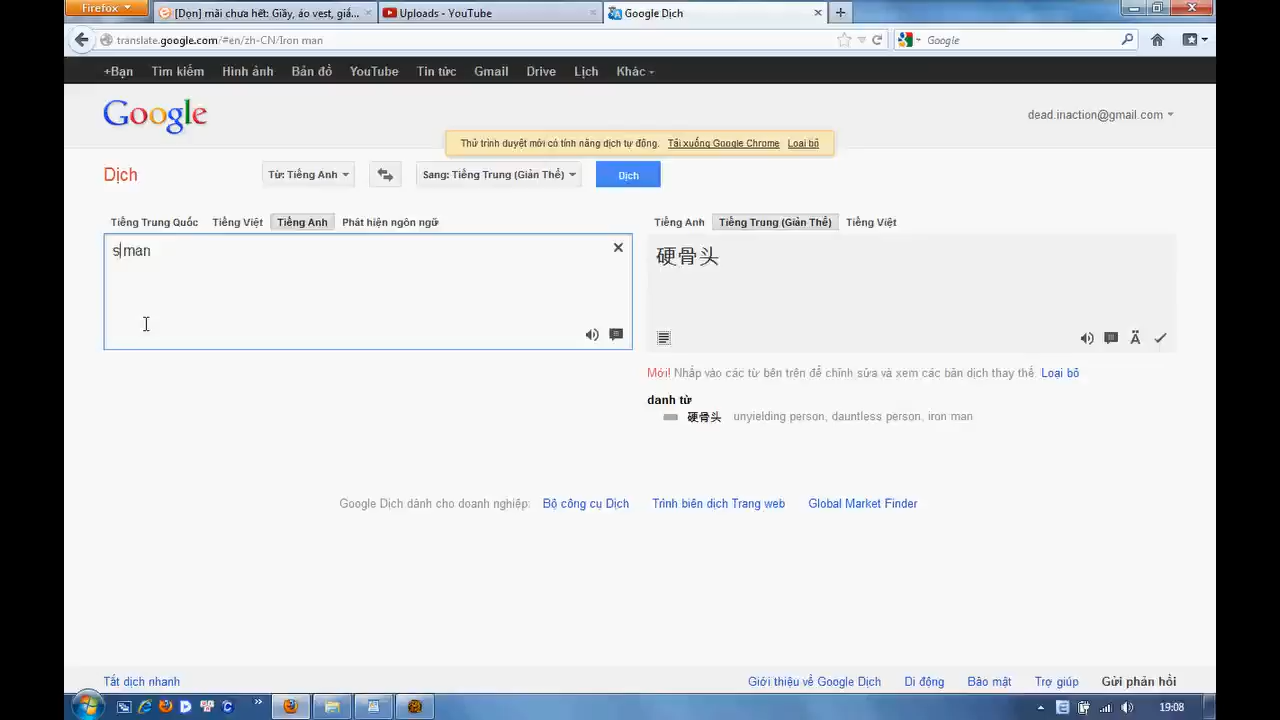 Firefox
[Dọn] mãi chưa hết: Giầy, áo vest, giấ...
Uploads - YouTube
Google Dịch
translate.google.com/#en/zh-CN/Iron man
Google
+Bạn Tìm kiếm Hình ảnh Bản đồ YouTube Tin tức Gmail Drive Lịch Khác
Google
dead.inaction@gmail.com
Thử trình duyệt mới có tính năng dịch tự động. Tải xuống Google Chrome Loại bỏ
Dịch
Từ: Tiếng Anh
Sang: Tiếng Trung (Giản Thể)
Dịch
Tiếng Trung Quốc Tiếng Việt Tiếng Anh Phát hiện ngôn ngữ
Tiếng Anh Tiếng Trung (Giản Thể) Tiếng Việt
s man
硬骨头
Ä
Mới! Nhấp vào các từ bên trên để chỉnh sửa và xem các bản dịch thay thế. Loại bỏ
danh từ
硬骨头 unyielding person, dauntless person, iron man
Google Dịch dành cho doanh nghiệp: Bộ công cụ Dịch Trình biên dịch Trang web Global Market Finder
Tắt dịch nhanh
Giới thiệu về Google Dịch Di động Bảo mật Trợ giúp Gửi phản hồi
19:08